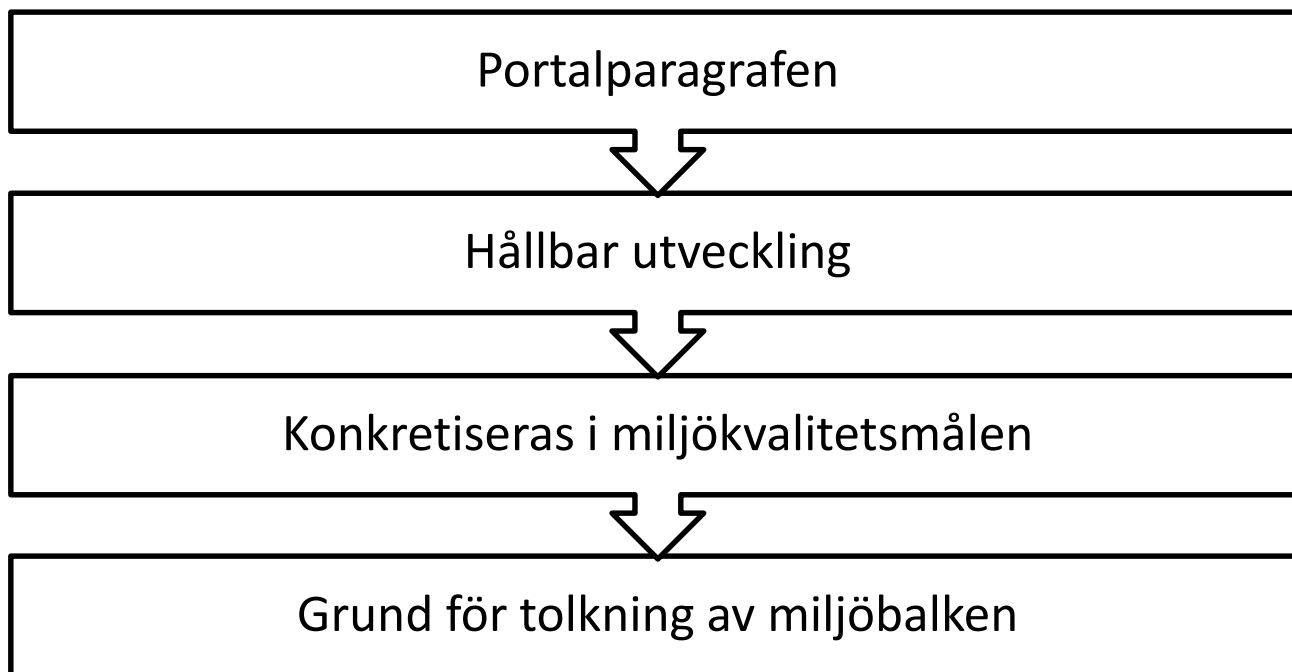 Portalparagrafen
Hållbar utveckling
Konkretiseras i miljökvalitetsmålen
Grund för tolkning av miljöbalken